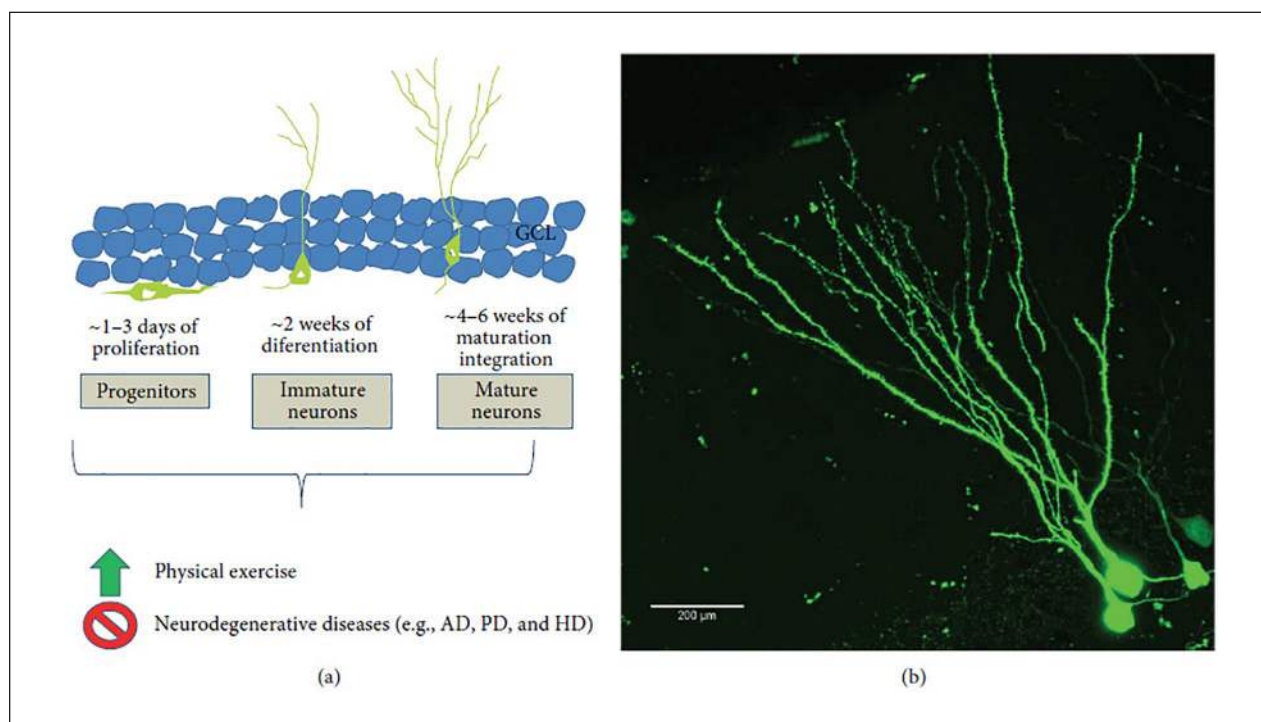 GCL
~1–3 days of
proliferation
Progenitors
~2 weeks of
diferentiation
Immature
neurons
~4–6 weeks of
maturation
integration
Mature
neurons
Physical exercise
Neurodegenerative diseases (e.g., AD, PD, and HD)
(a)
200 µm
(b)